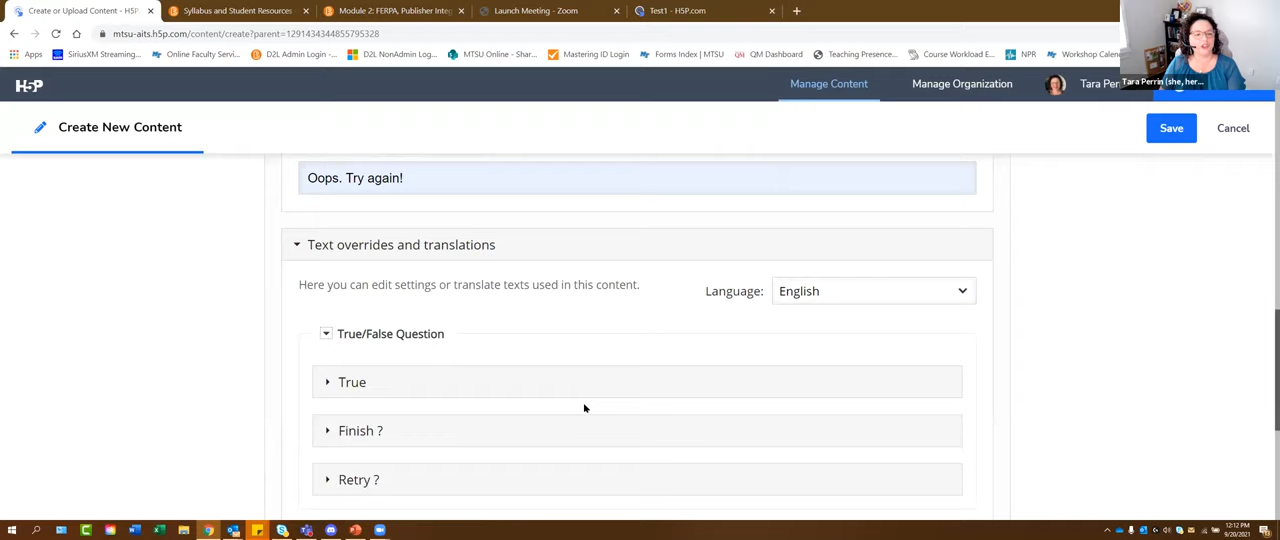 Create or Upload Content - H5P
Syllabus and Student Resources
Module 2: FERPA, Publisher Inte
Launch Meeting - Zoom
Test1 - H5P.com
mtsu-aits.h5p.com/content/create?parent=1291434344855795328
Apps
SiriusXM Streaming...
Online Faculty Servi...
D2L Admin Login -...
D2L NonAdmin Log...
MTSU Online - Shar...
Mastering ID Login
Forms Index | MTSU
QM Dashboard
Teaching Presence...
Course Workload E...
NPR
Workshop Calen
H5P
Manage Content
Manage Organization
Tara Perr
Tara Perrin (she, her...
Create New Content
Save
Cancel
Oops. Try again!
Text overrides and translations
Here you can edit settings or translate texts used in this content.
Language:
English
True/False Question
True
Finish ?
Retry ?
12:12 PM
9/20/2021